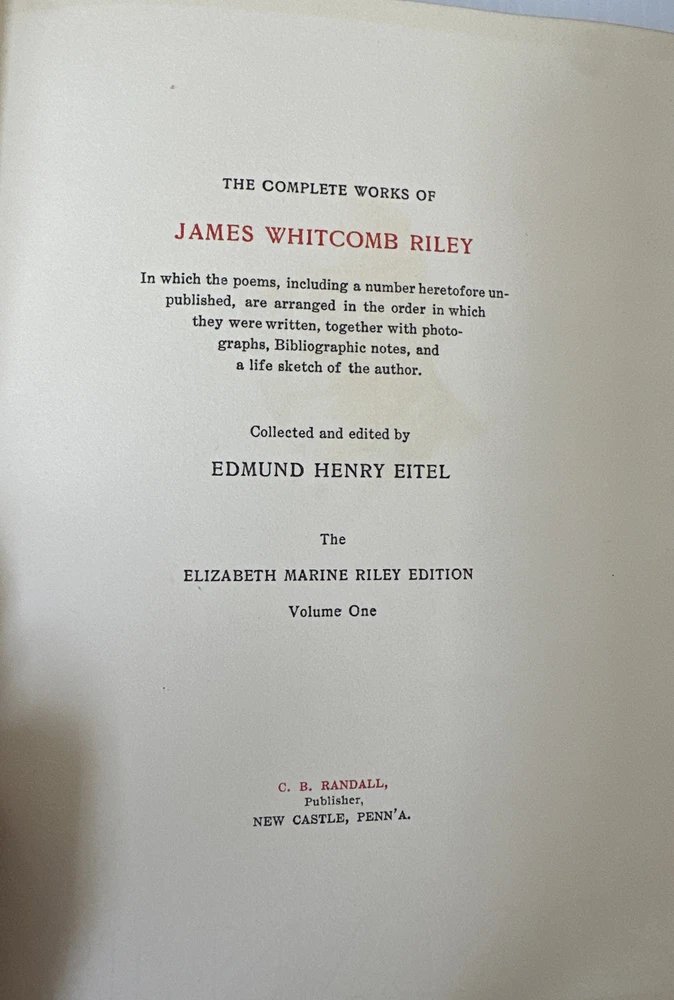 THE COMPLETE WORKS OF
JAMES WHITCOMB RILEY
In which the poems, including a number heretofore un-
published, are arranged in the order in which
they were written, together with photo-
graphs, Bibliographic notes, and
a life sketch of the author.
Collected and edited by
EDMUND HENRY EITEL
The
ELIZABETH MARINE RILEY EDITION
Volume One
C. B. RANDALL,
Publisher,
NEW CASTLE, PENN'A.